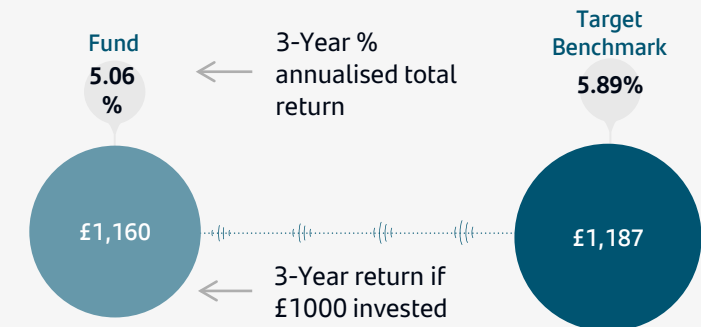 Fund
5.06
%
3-Year %
annualised total
return
Target
Benchmark
5.89%
£1,160
£1,187
3-Year return if
£1000 invested